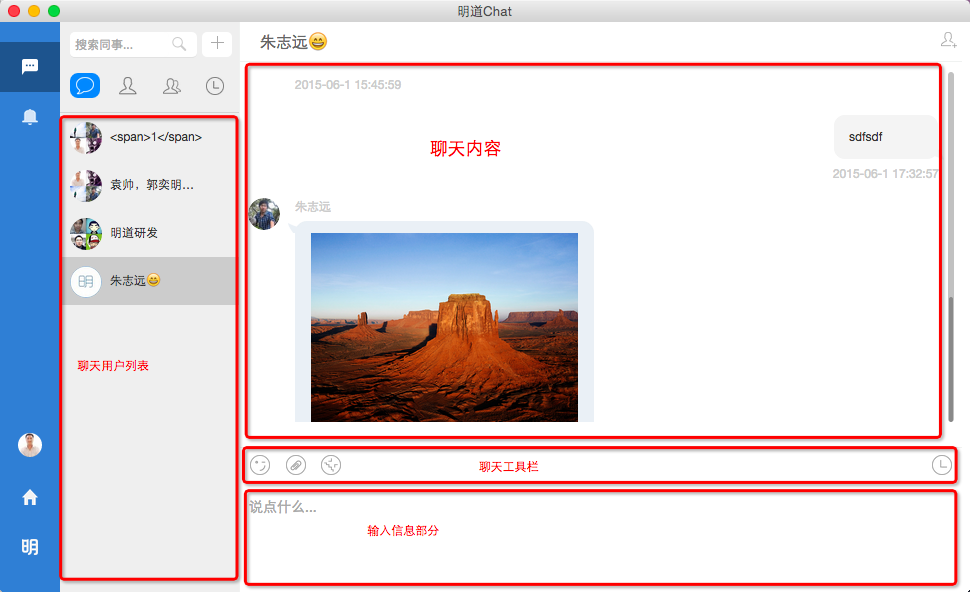 明道Chat
搜索同事...
朱志远😄
<span>1</span>
袁帅，郭奕明...
明道研发
朱志远😄
聊天用户列表
明
明
2015-06-1 15:45:59
聊天内容
sdfsdf
2015-06-1 17:32:57
朱志远
聊天工具栏
说点什么...
输入信息部分